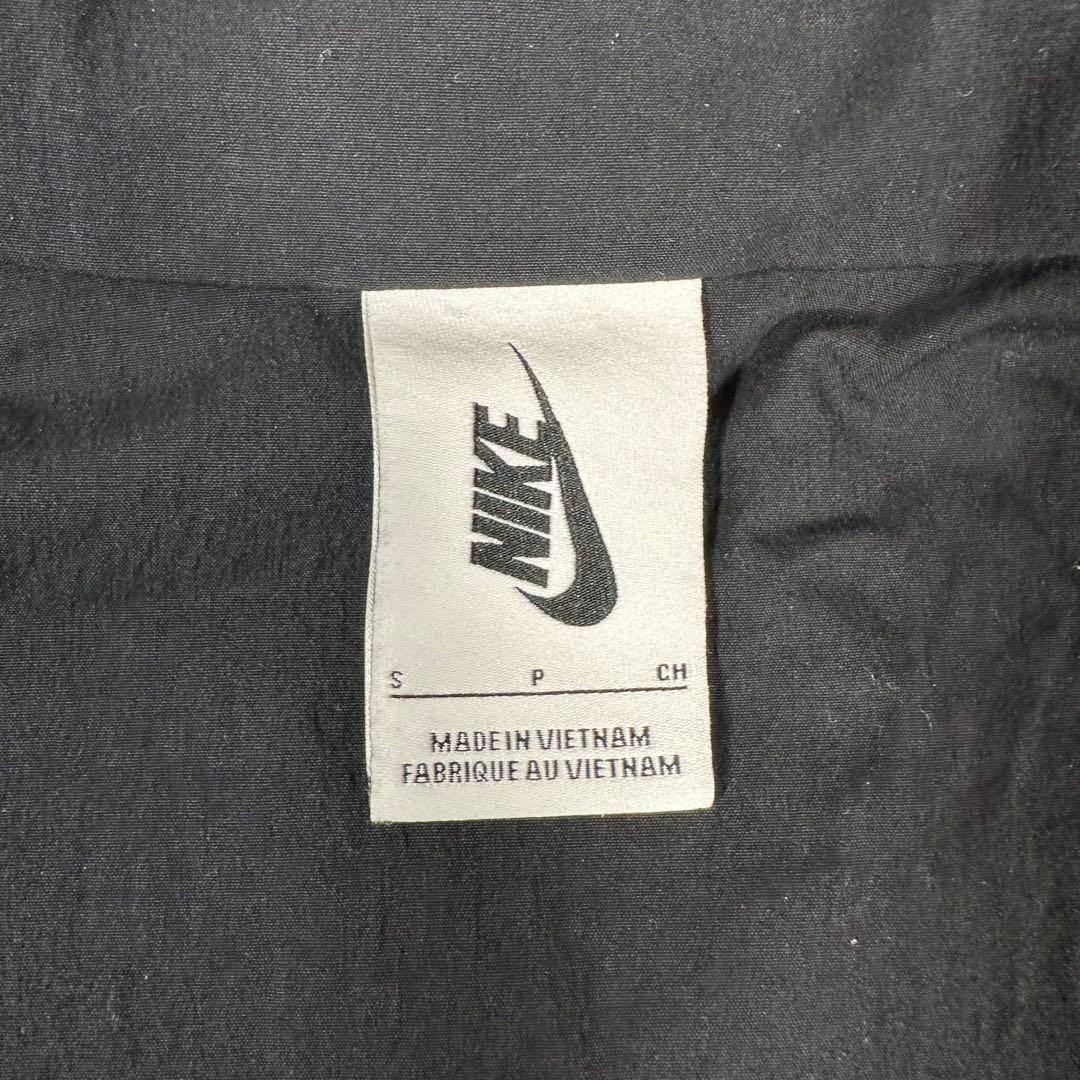 NIKE
S P CH
MADE IN VIETNAM
FABRIQUE AU VIETNAM